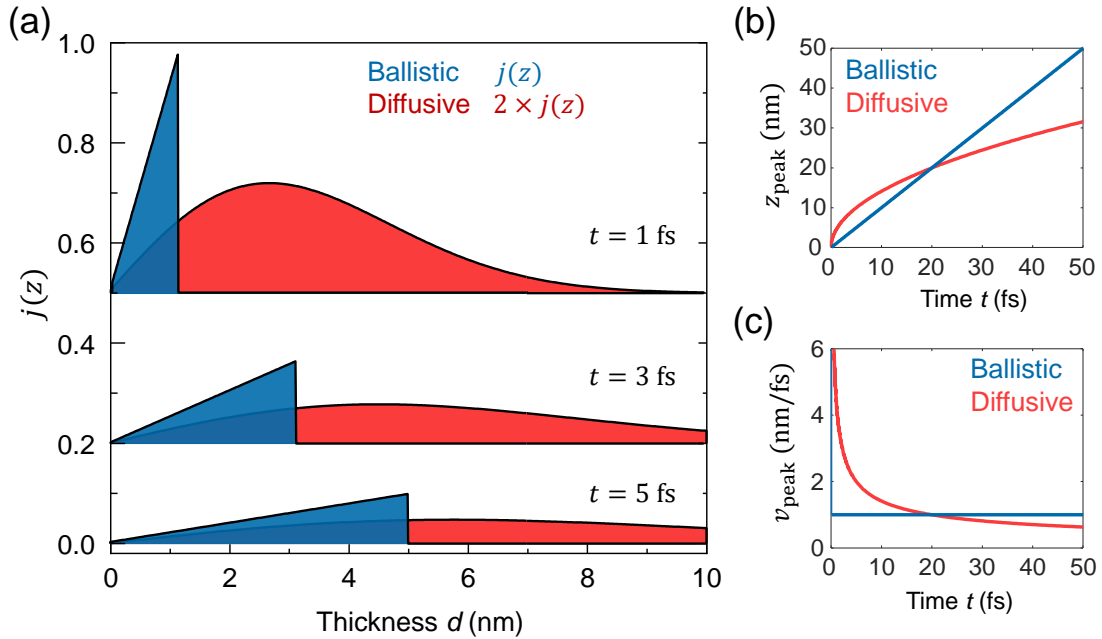 (a)
1.0
0.8
0.6
0.4
0.2
0.0
j(z)
Ballistic j(z)
Diffusive 2 × j(z)
t = 1 fs
t = 3 fs
t = 5 fs
0 2 4 6 8 10
Thickness d (nm)
(b)
50
40
30
20
10
0
z_peak (nm)
Ballistic
Diffusive
0 10 20 30 40 50
Time t (fs)
(c)
6
4
2
0
v_peak (nm/fs)
Ballistic
Diffusive
0 10 20 30 40 50
Time t (fs)